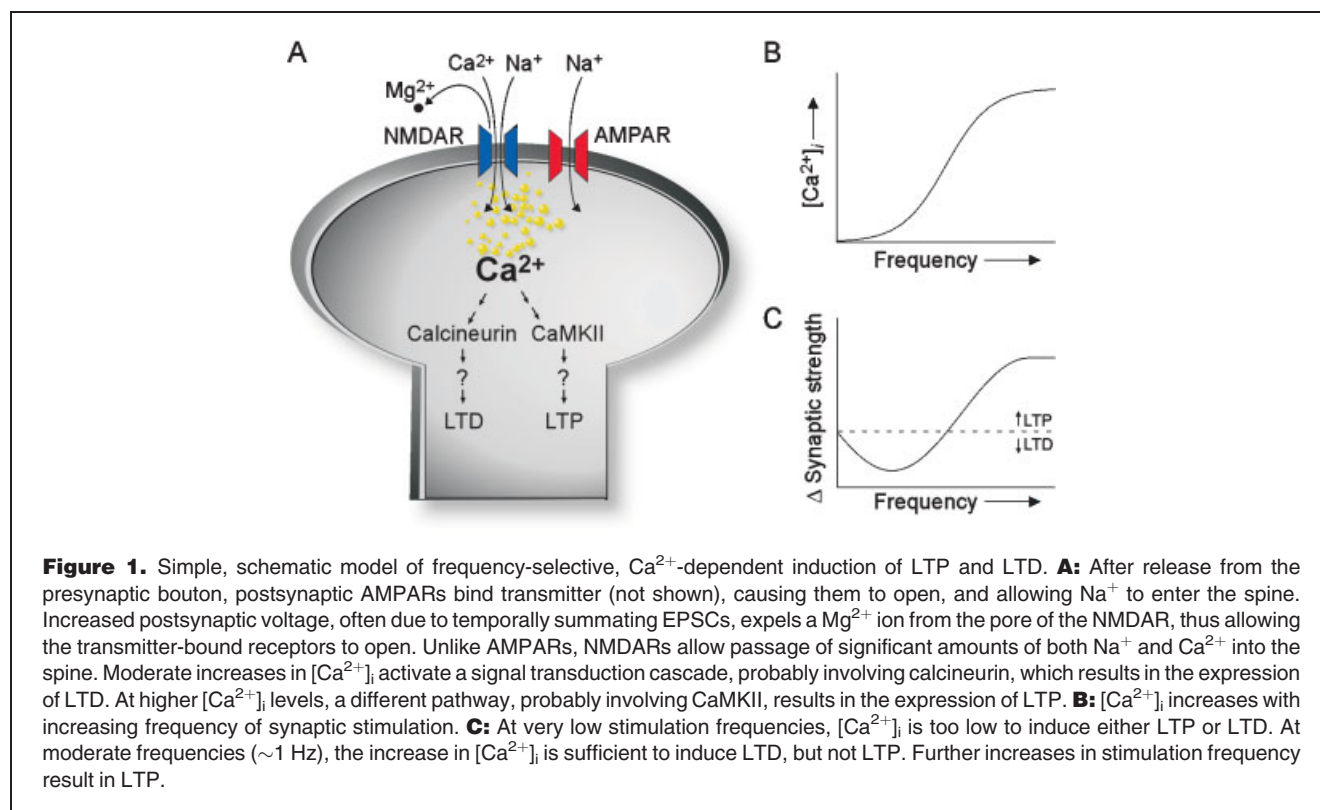 A
Ca²⁺ Na⁺ Na⁺
Mg²⁺
NMDAR AMPAR
Ca²⁺
Calcineurin CaMKII
? ?
LTD LTP
B
[Ca²⁺]i
Frequency
C
Δ Synaptic strength
↑LTP
↓LTD
Frequency
Figure 1. Simple, schematic model of frequency-selective, Ca²⁺-dependent induction of LTP and LTD. A: After release from the
presynaptic bouton, postsynaptic AMPARs bind transmitter (not shown), causing them to open, and allowing Na⁺ to enter the spine.
Increased postsynaptic voltage, often due to temporally summating EPSCs, expels a Mg²⁺ ion from the pore of the NMDAR, thus allowing
the transmitter-bound receptors to open. Unlike AMPARs, NMDARs allow passage of significant amounts of both Na⁺ and Ca²⁺ into the
spine. Moderate increases in [Ca²⁺]i activate a signal transduction cascade, probably involving calcineurin, which results in the expression
of LTD. At higher [Ca²⁺]i levels, a different pathway, probably involving CaMKII, results in the expression of LTP. B: [Ca²⁺]i increases with
increasing frequency of synaptic stimulation. C: At very low stimulation frequencies, [Ca²⁺]i is too low to induce either LTP or LTD. At
moderate frequencies (~1 Hz), the increase in [Ca²⁺]i is sufficient to induce LTD, but not LTP. Further increases in stimulation frequency
result in LTP.